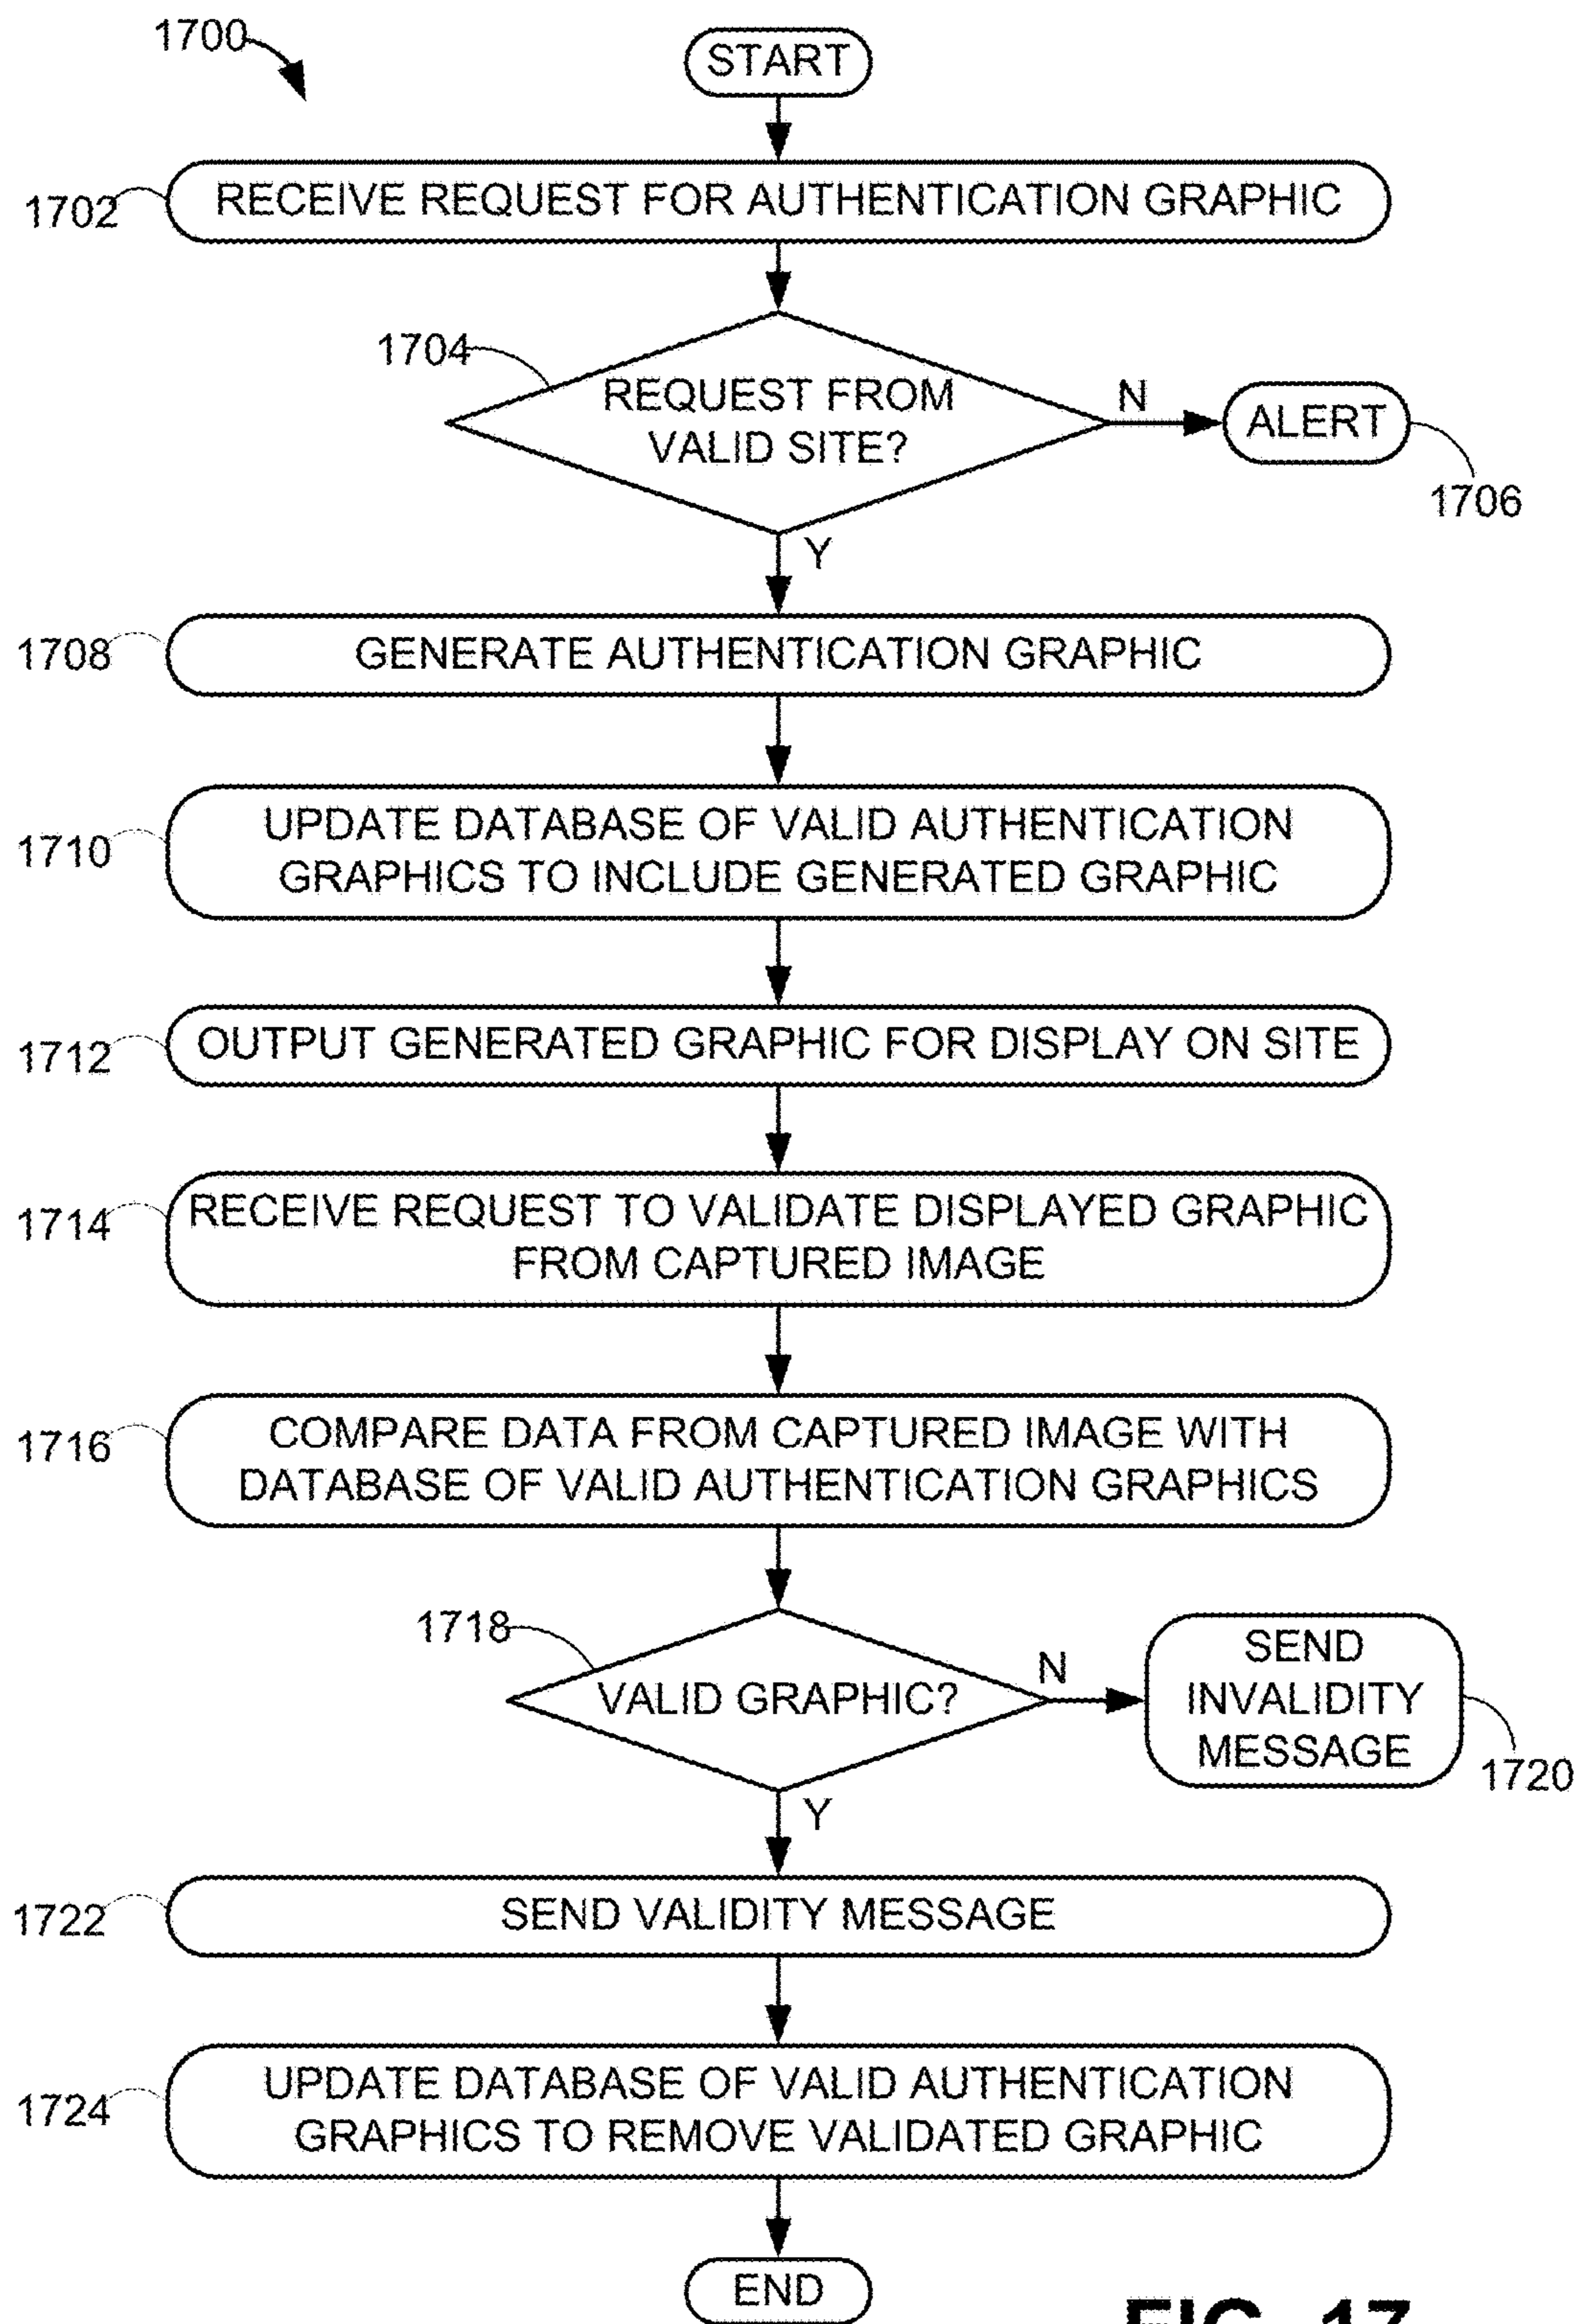 1700
START
1702
RECEIVE REQUEST FOR AUTHENTICATION GRAPHIC
1704
REQUEST FROM
VALID SITE?
N
ALERT
1706
Y
1708
GENERATE AUTHENTICATION GRAPHIC
1710
UPDATE DATABASE OF VALID AUTHENTICATION
GRAPHICS TO INCLUDE GENERATED GRAPHIC
1712
OUTPUT GENERATED GRAPHIC FOR DISPLAY ON SITE
1714
RECEIVE REQUEST TO VALIDATE DISPLAYED GRAPHIC
FROM CAPTURED IMAGE
1716
COMPARE DATA FROM CAPTURED IMAGE WITH
DATABASE OF VALID AUTHENTICATION GRAPHICS
1718
VALID GRAPHIC?
N
SEND
INVALIDITY
MESSAGE
1720
Y
1722
SEND VALIDITY MESSAGE
1724
UPDATE DATABASE OF VALID AUTHENTICATION
GRAPHICS TO REMOVE VALIDATED GRAPHIC
END
FIG. 17